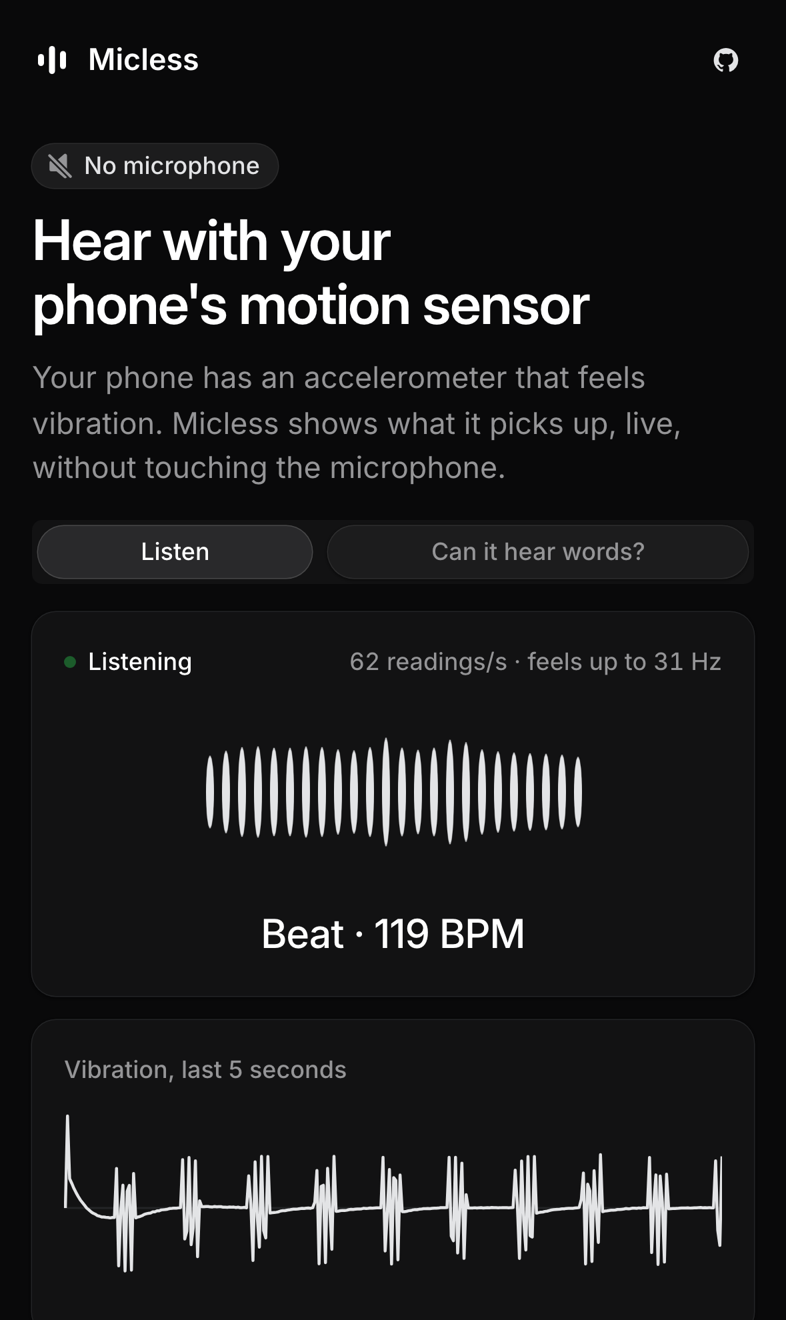 Micless
No microphone
Hear with your
phone's motion sensor
Your phone has an accelerometer that feels
vibration. Micless shows what it picks up, live,
without touching the microphone.
Listen
Can it hear words?
Listening
62 readings/s · feels up to 31 Hz
Beat · 119 BPM
Vibration, last 5 seconds